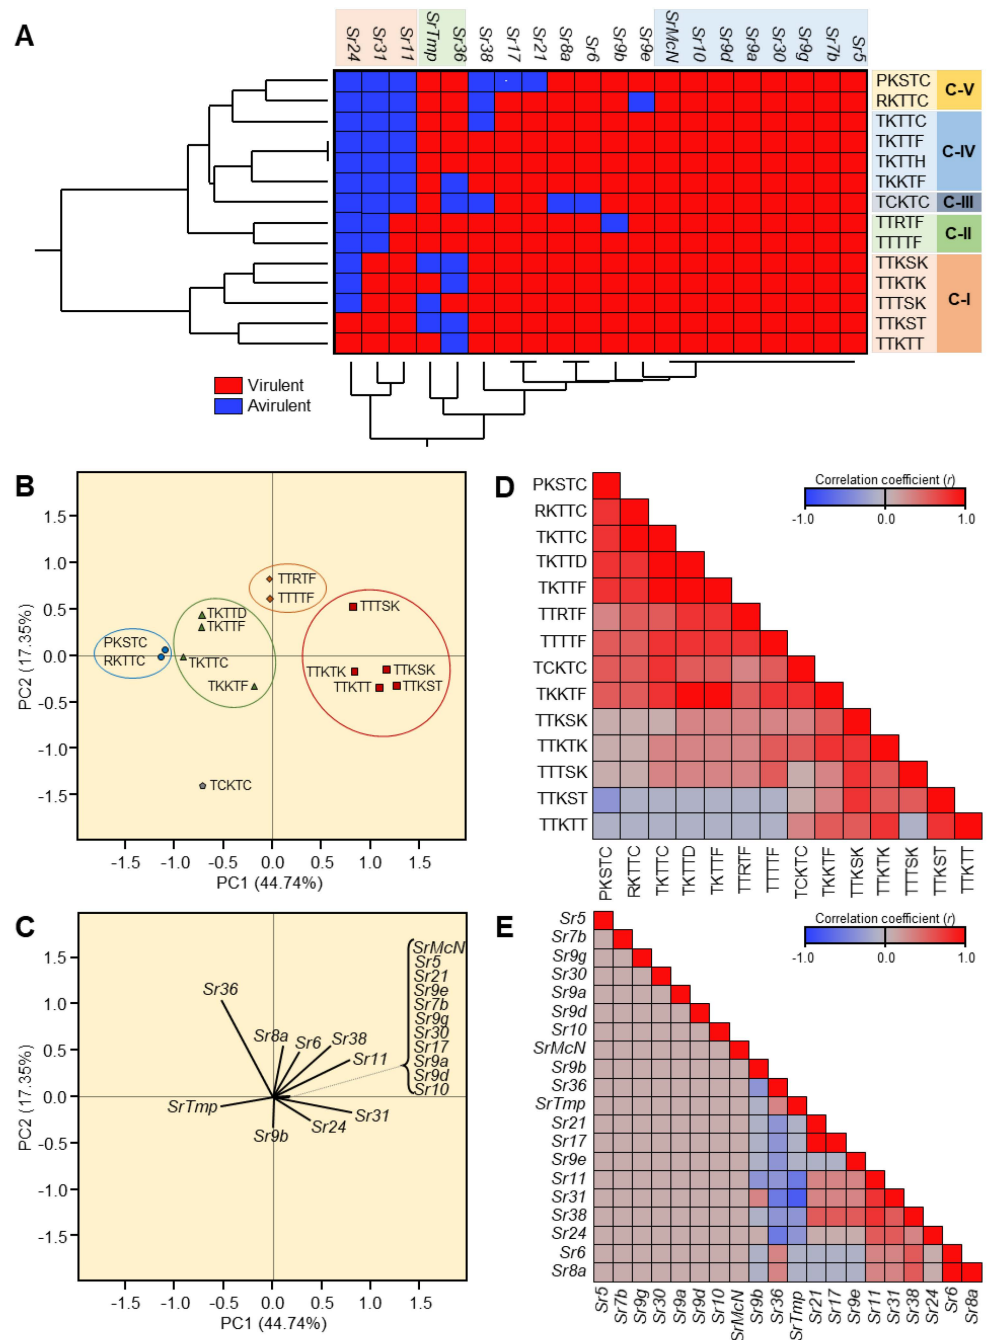 A
Sr24 Sr31 Sr11 SrTmp Sr36 Sr38 Sr17 Sr21 Sr8a Sr6 Sr9b Sr9e SrMcN Sr10 Sr9d Sr9a Sr30 Sr9g Sr7b Sr5
PKSTC
RKTTC
C-V
TKTTC
TKTTF
TKTTH
TKKTF
C-IV
TCKTC
C-III
TTRTF
TTTTF
C-II
TTKSK
TTKTK
TTTSK
TTKST
TTKTT
C-I
Virulent
Avirulent
B
PC2 (17.35%)
1.5
1.0
0.5
0.0
-0.5
-1.0
-1.5
TTRTF
TTTTF
TTTSK
TKTTD
TKTTF
PKSTC
RKTTC
TKTTC
TKKTF
TTKTK
TTKSK
TTKTT
TTKST
TCKTC
-1.5 -1.0 -0.5 0.0 0.5 1.0 1.5
PC1 (44.74%)
C
PC2 (17.35%)
1.5
1.0
0.5
0.0
-0.5
-1.0
-1.5
Sr36
Sr8a
Sr6
Sr38
Sr11
SrTmp
Sr9b
Sr24
Sr31
SrMcN
Sr5
Sr21
Sr9e
Sr7b
Sr9g
Sr30
Sr17
Sr9a
Sr9d
Sr10
-1.5 -1.0 -0.5 0.0 0.5 1.0 1.5
PC1 (44.74%)
D
Correlation coefficient (r)
-1.0 0.0 1.0
PKSTC
RKTTC
TKTTC
TKTTD
TKTTF
TTRTF
TTTTF
TCKTC
TKKTF
TTKSK
TTKTK
TTTSK
TTKST
TTKTT
PKSTC RKTTC TKTTC TKTTD TKTTF TTRTF TTTTF TCKTC TKKTF TTKSK TTKTK TTTSK TTKST TTKTT
E
Correlation coefficient (r)
-1.0 0.0 1.0
Sr5
Sr7b
Sr9g
Sr30
Sr9a
Sr9d
Sr10
SrMcN
Sr9b
Sr36
SrTmp
Sr21
Sr17
Sr9e
Sr11
Sr31
Sr38
Sr24
Sr6
Sr8a
Sr5 Sr7b Sr9g Sr30 Sr9a Sr9d Sr10 SrMcN Sr9b Sr36 SrTmp Sr21 Sr17 Sr9e Sr11 Sr31 Sr38 Sr24 Sr6 Sr8a